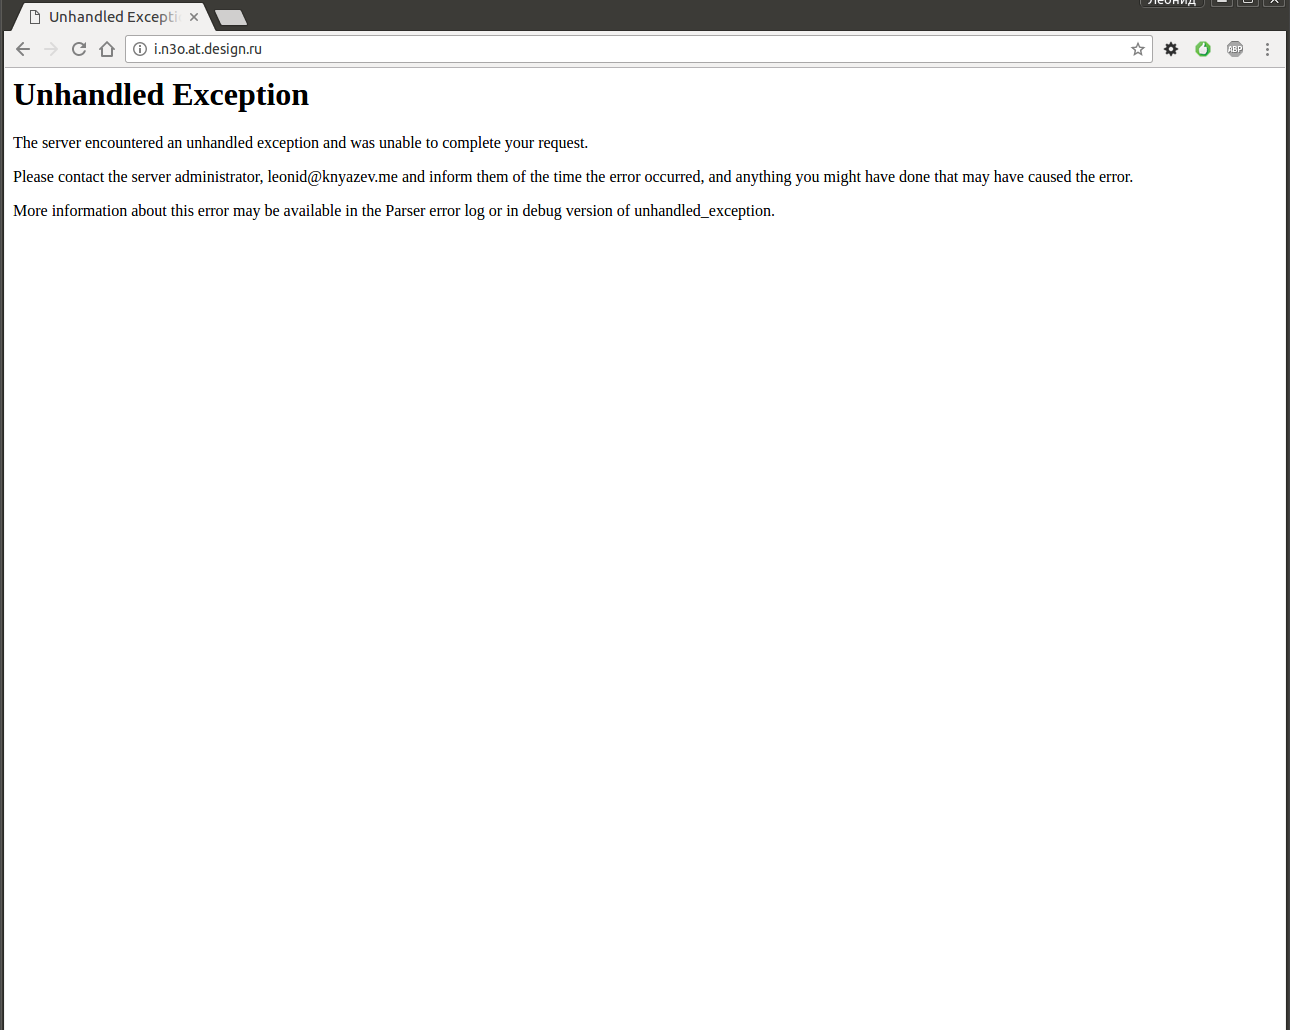 Леонид
Unhandled Excepti
i.n3o.at.design.ru
ABP
Unhandled Exception
The server encountered an unhandled exception and was unable to complete your request.
Please contact the server administrator, leonid@knyazev.me and inform them of the time the error occurred, and anything you might have done that may have caused the error.
More information about this error may be available in the Parser error log or in debug version of unhandled_exception.